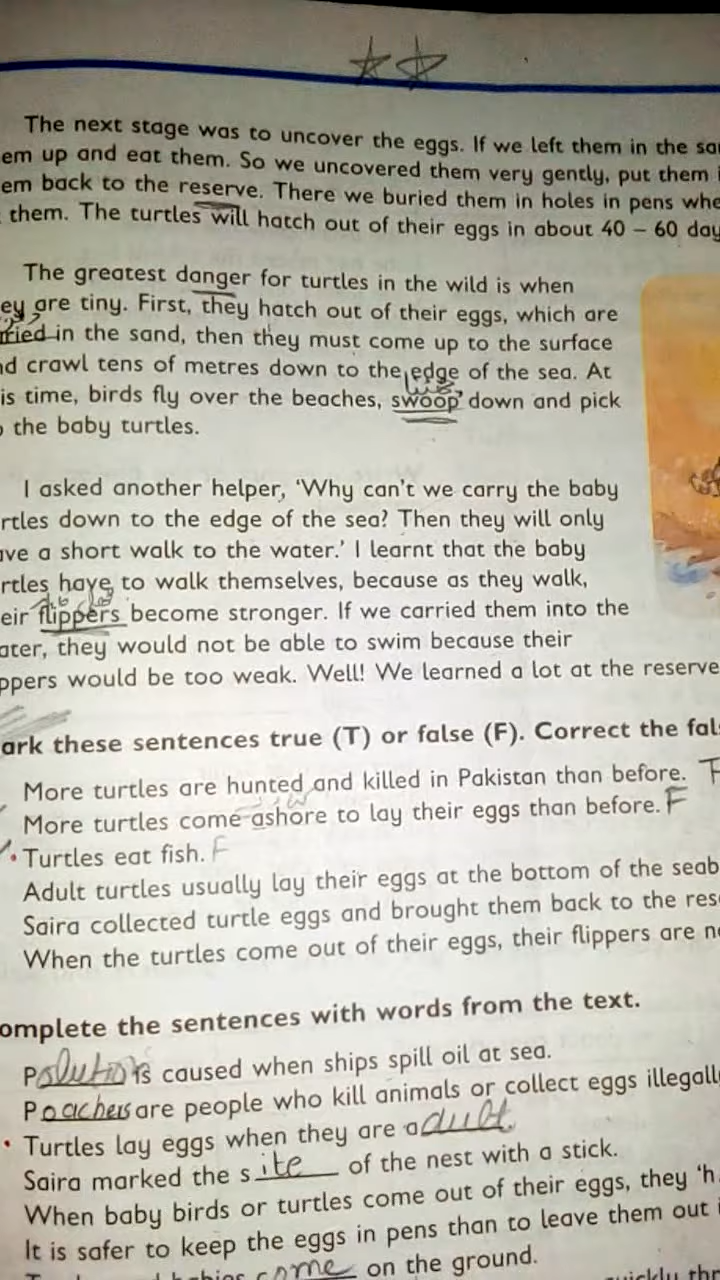 The next stage was to uncover the eggs. If we left them in the sa
em up and eat them. So we uncovered them very gently, put them i
em back to the reserve. There we buried them in holes in pens whe
them. The turtles will hatch out of their eggs in about 40 – 60 day
The greatest danger for turtles in the wild is when
ey are tiny. First, they hatch out of their eggs, which are
ried in the sand, then they must come up to the surface
nd crawl tens of metres down to the edge of the sea. At
is time, birds fly over the beaches, swoop down and pick
the baby turtles.
I asked another helper, ‘Why can’t we carry the baby
rtles down to the edge of the sea? Then they will only
ave a short walk to the water.’ I learnt that the baby
rtles have to walk themselves, because as they walk,
eir flippers become stronger. If we carried them into the
ater, they would not be able to swim because their
ppers would be too weak. Well! We learned a lot at the reserve
ark these sentences true (T) or false (F). Correct the fals
More turtles are hunted and killed in Pakistan than before. F
More turtles come ashore to lay their eggs than before. F
Turtles eat fish. F
Adult turtles usually lay their eggs at the bottom of the seab
Saira collected turtle eggs and brought them back to the res
When the turtles come out of their eggs, their flippers are n
omplete the sentences with words from the text.
Polution is caused when ships spill oil at sea.
Poachers are people who kill animals or collect eggs illegall
Turtles lay eggs when they are adult.
Saira marked the site of the nest with a stick.
When baby birds or turtles come out of their eggs, they ‘h
It is safer to keep the eggs in pens than to leave them out i
come on the ground.